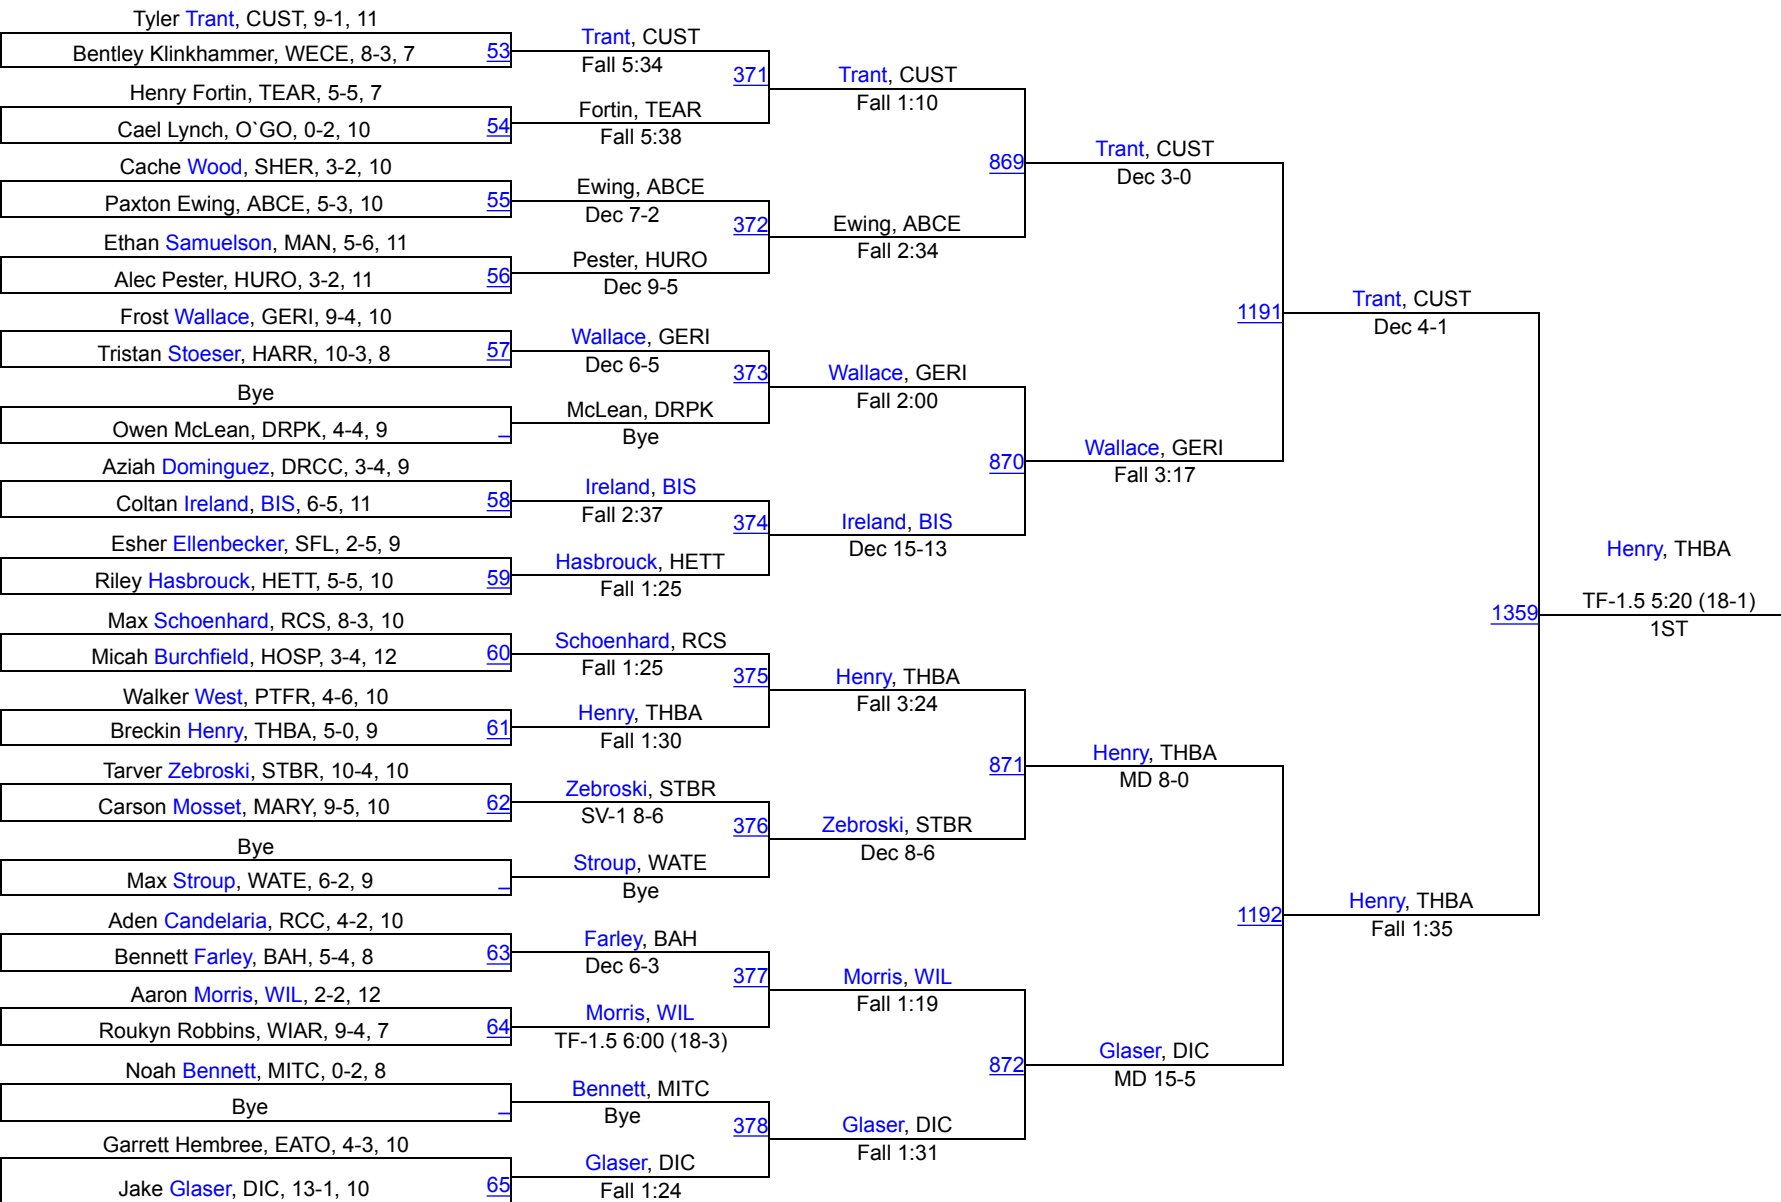 Tyler Trant, CUST, 9-1, 11
Bentley Klinkhammer, WECE, 8-3, 7
53
Henry Fortin, TEAR, 5-5, 7
Cael Lynch, O`GO, 0-2, 10
54
Cache Wood, SHER, 3-2, 10
Paxton Ewing, ABCE, 5-3, 10
55
Ethan Samuelson, MAN, 5-6, 11
Alec Pester, HURO, 3-2, 11
56
Frost Wallace, GERI, 9-4, 10
Tristan Stoeser, HARR, 10-3, 8
57
Bye
Owen McLean, DRPK, 4-4, 9
Aziah Dominguez, DRCC, 3-4, 9
Coltan Ireland, BIS, 6-5, 11
58
Esher Ellenbecker, SFL, 2-5, 9
Riley Hasbrouck, HETT, 5-5, 10
59
Max Schoenhard, RCS, 8-3, 10
Micah Burchfield, HOSP, 3-4, 12
60
Walker West, PTFR, 4-6, 10
Breckin Henry, THBA, 5-0, 9
61
Tarver Zebroski, STBR, 10-4, 10
Carson Mosset, MARY, 9-5, 10
62
Bye
Max Stroup, WATE, 6-2, 9
Aden Candelaria, RCC, 4-2, 10
Bennett Farley, BAH, 5-4, 8
63
Aaron Morris, WIL, 2-2, 12
Roukyn Robbins, WIAR, 9-4, 7
64
Noah Bennett, MITC, 0-2, 8
Bye
Garrett Hembree, EATO, 4-3, 10
Jake Glaser, DIC, 13-1, 10
65
Trant, CUST
Fall 5:34
371
Fortin, TEAR
Fall 5:38
Ewing, ABCE
Dec 7-2
372
Pester, HURO
Dec 9-5
Wallace, GERI
Dec 6-5
373
McLean, DRPK
Bye
Ireland, BIS
Fall 2:37
374
Hasbrouck, HETT
Fall 1:25
Schoenhard, RCS
Fall 1:25
375
Henry, THBA
Fall 1:30
Zebroski, STBR
SV-1 8-6
376
Stroup, WATE
Bye
Farley, BAH
Dec 6-3
377
Morris, WIL
TF-1.5 6:00 (18-3)
Bennett, MITC
Bye
378
Glaser, DIC
Fall 1:24
Trant, CUST
Fall 1:10
869
Ewing, ABCE
Fall 2:34
Wallace, GERI
Fall 2:00
870
Ireland, BIS
Dec 15-13
Henry, THBA
Fall 3:24
871
Zebroski, STBR
Dec 8-6
Morris, WIL
Fall 1:19
872
Glaser, DIC
Fall 1:31
Trant, CUST
Dec 3-0
1191
Wallace, GERI
Fall 3:17
Henry, THBA
MD 8-0
1192
Glaser, DIC
MD 15-5
Trant, CUST
Dec 4-1
1359
Henry, THBA
Fall 1:35
Henry, THBA
TF-1.5 5:20 (18-1)
1ST